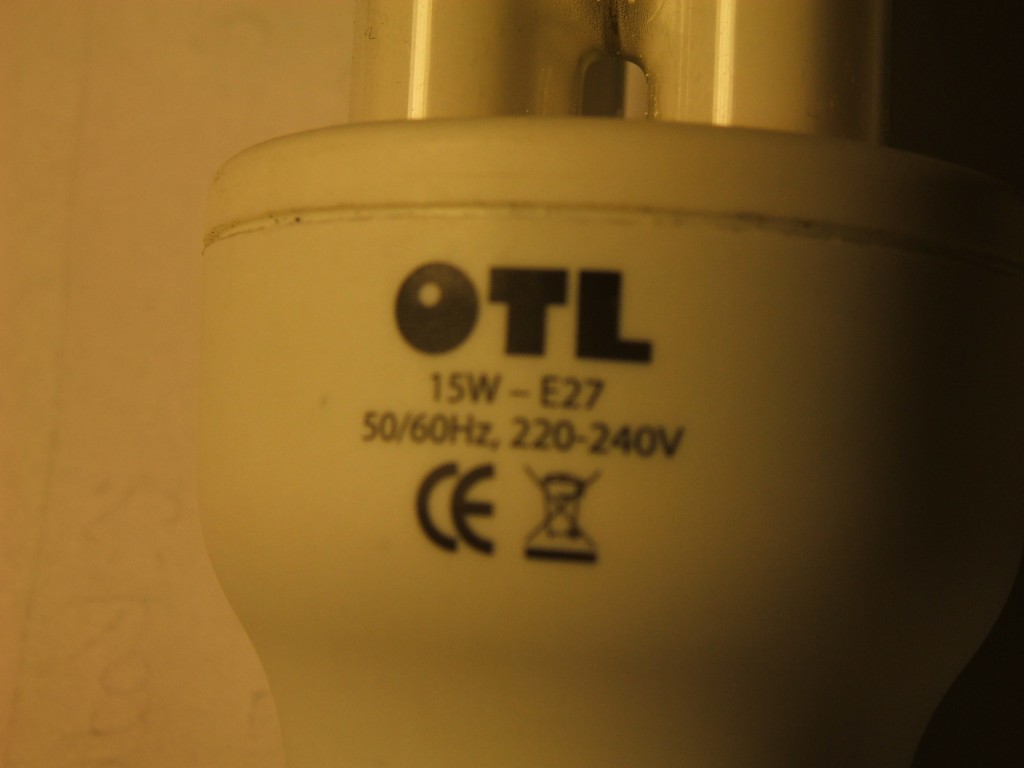 OTL
15W – E27
50/60Hz, 220-240V
CE